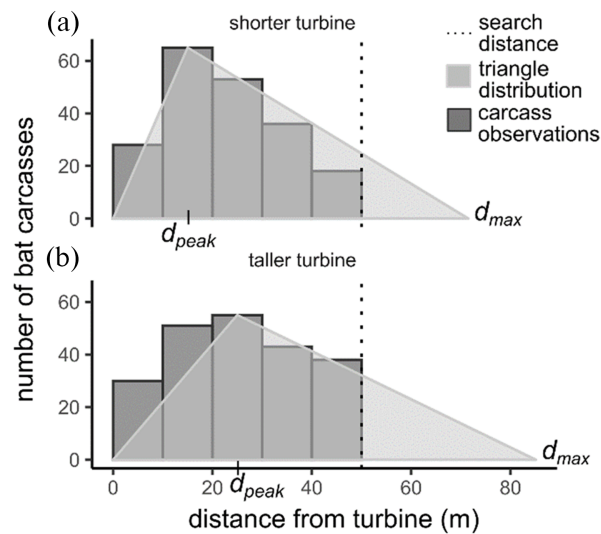 (a)
shorter turbine
search
distance
triangle
distribution
carcass
observations
60
40
20
0
d_peak
d_max
number of bat carcasses
(b)
taller turbine
60
40
20
0
d_max
0
20
d_peak
40
60
80
distance from turbine (m)